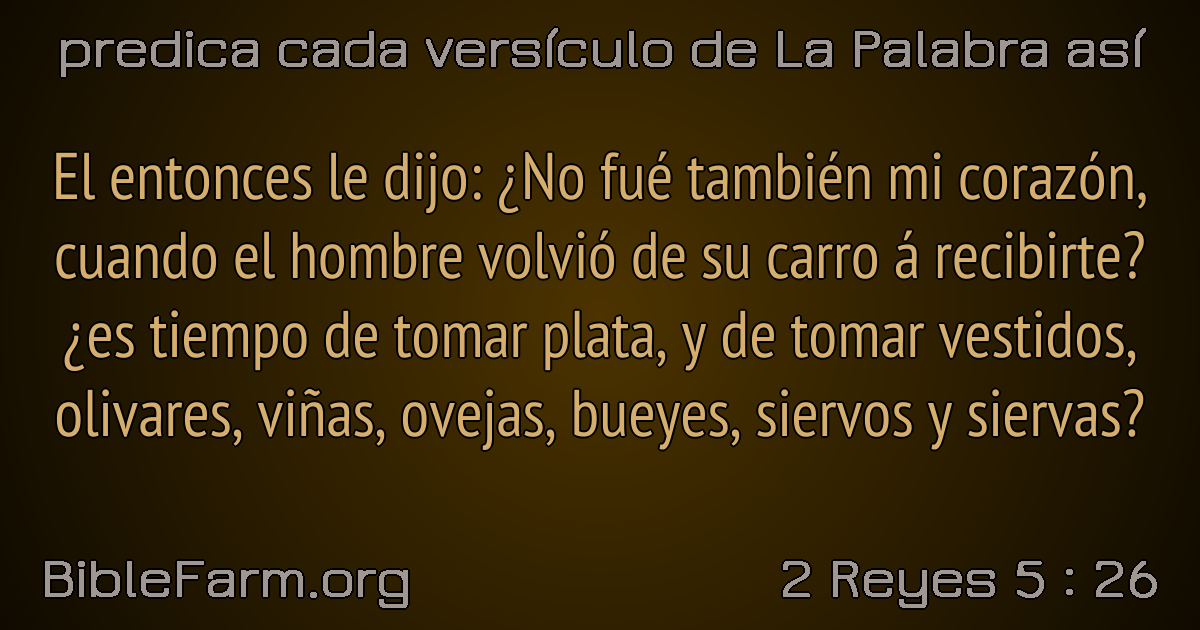 predica cada versículo de La Palabra así
El entonces le dijo: ¿No fué también mi corazón,
cuando el hombre volvió de su carro á recibirte?
¿es tiempo de tomar plata, y de tomar vestidos,
olivares, viñas, ovejas, bueyes, siervos y siervas?
BibleFarm.org
2 Reyes 5 : 26